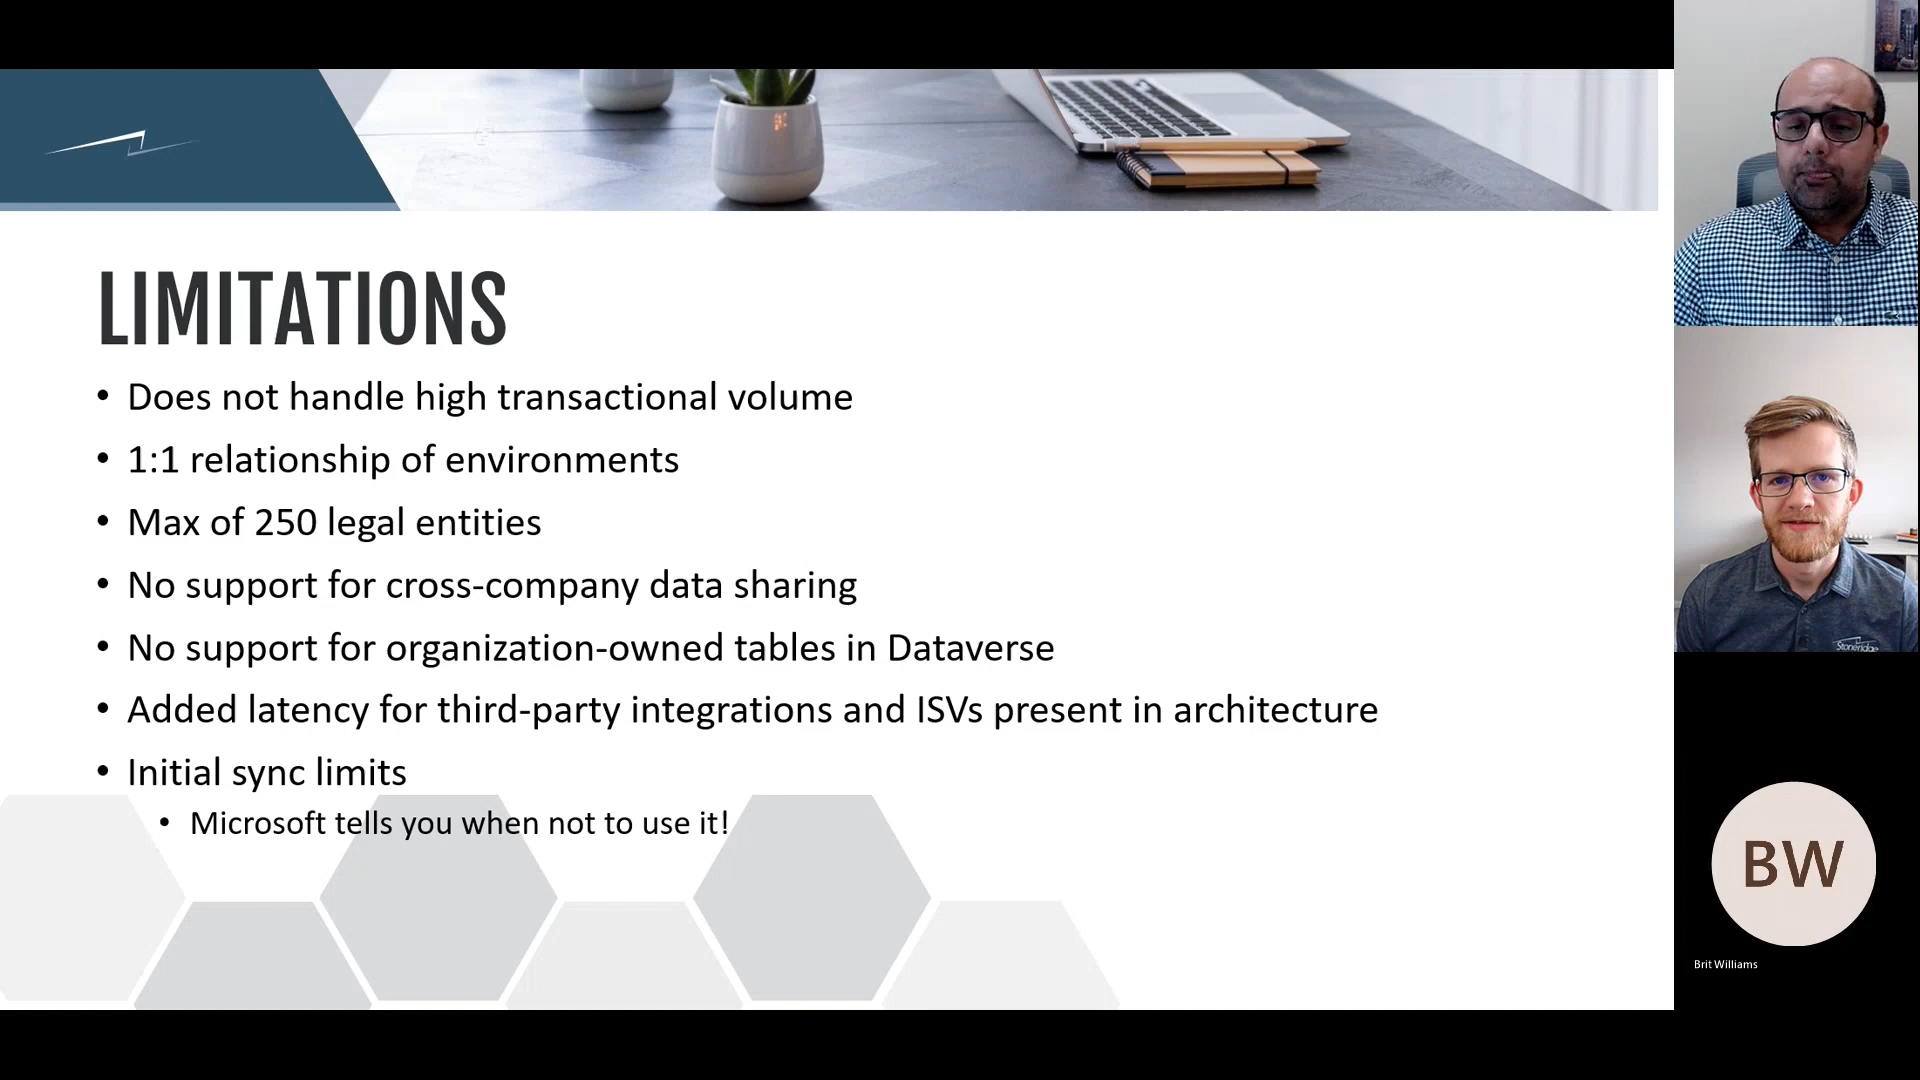 LIMITATIONS
• Does not handle high transactional volume
• 1:1 relationship of environments
• Max of 250 legal entities
• No support for cross-company data sharing
• No support for organization-owned tables in Dataverse
• Added latency for third-party integrations and ISVs present in architecture
• Initial sync limits
• Microsoft tells you when not to use it!
Stoneridge
BW
Brit Williams